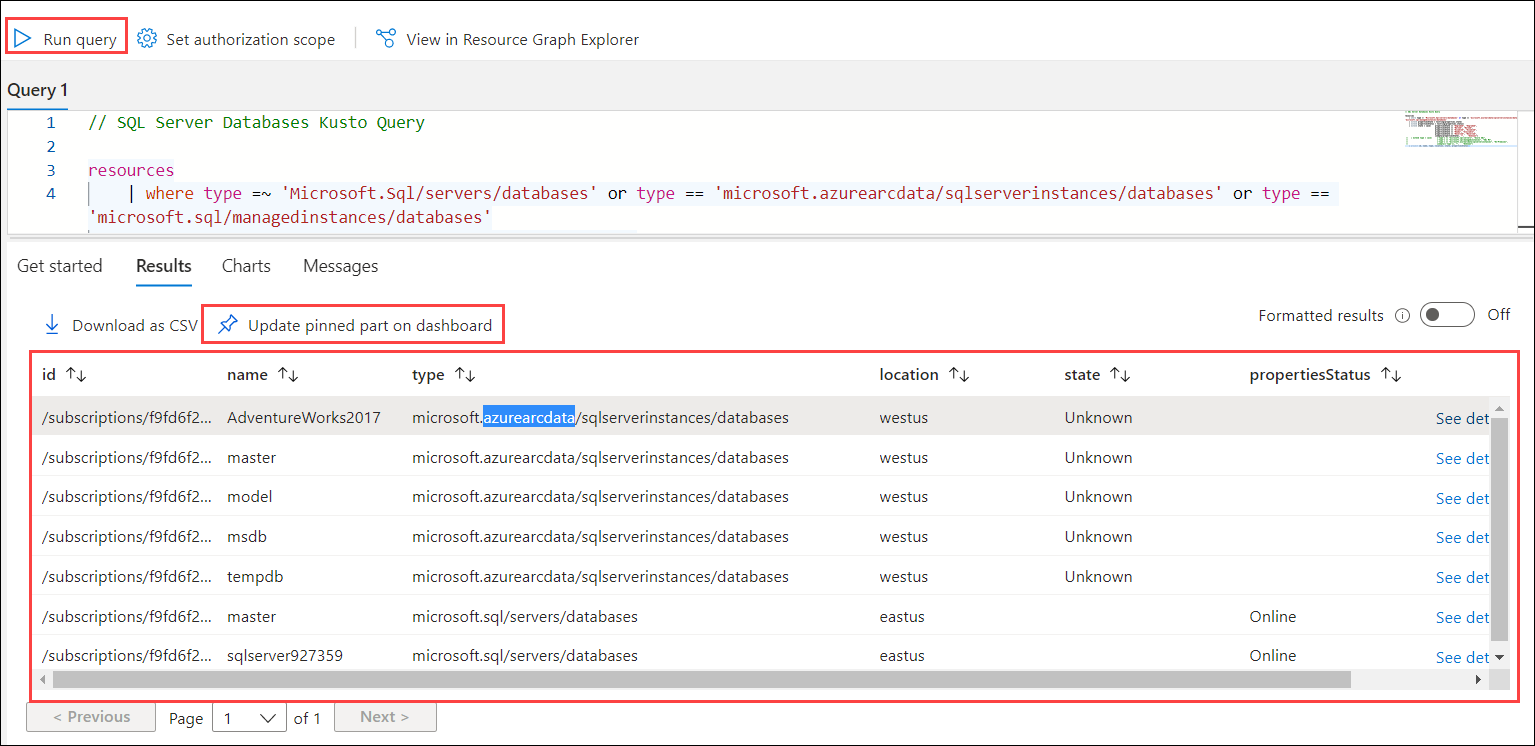 Run query Set authorization scope View in Resource Graph Explorer
Query 1
1 // SQL Server Databases Kusto Query
2
3 resources
4 | where type =~ 'Microsoft.Sql/servers/databases' or type == 'microsoft.azurearcdata/sqlserverinstances/databases' or type ==
'microsoft.sql/managedinstances/databases'
Get started Results Charts Messages
Download as CSV Update pinned part on dashboard Formatted results Off
id name type location state propertiesStatus
/subscriptions/f9fd6f2... AdventureWorks2017 microsoft.azurearcdata/sqlserverinstances/databases westus Unknown See det
/subscriptions/f9fd6f2... master microsoft.azurearcdata/sqlserverinstances/databases westus Unknown See det
/subscriptions/f9fd6f2... model microsoft.azurearcdata/sqlserverinstances/databases westus Unknown See det
/subscriptions/f9fd6f2... msdb microsoft.azurearcdata/sqlserverinstances/databases westus Unknown See det
/subscriptions/f9fd6f2... tempdb microsoft.azurearcdata/sqlserverinstances/databases westus Unknown See det
/subscriptions/f9fd6f2... master microsoft.sql/servers/databases eastus Online See det
/subscriptions/f9fd6f2... sqlserver927359 microsoft.sql/servers/databases eastus Online See det
< Previous Page 1 of 1 Next >